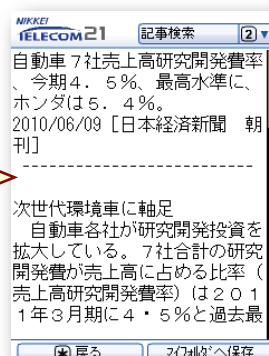 NIKKEI
TELECOM21
記事検索
2
自動車7社売上高研究開発費率
、今期4．5%、最高水準に、
ホンダは5．4%。
2010/06/09［日本経済新聞　朝
刊］
--------------------------
次世代環境車に軸足
　自動車各社が研究開発投資を
拡大している。7社合計の研究
開発費が売上高に占める比率（
売上高研究開発費率）は201
1年3月期に4・5%と過去最
＊戻る
マイフォルダへ保存